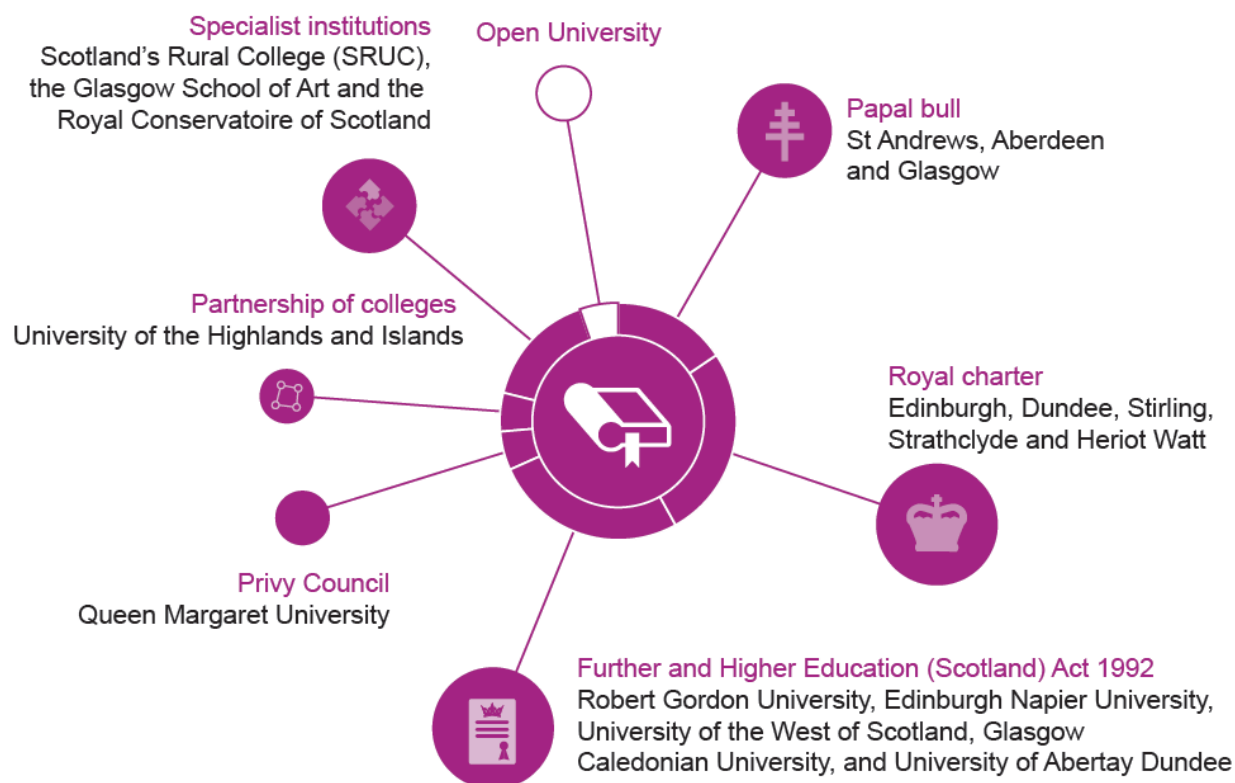 Specialist institutions
Scotland’s Rural College (SRUC),
the Glasgow School of Art and the
Royal Conservatoire of Scotland
Open University
Papal bull
St Andrews, Aberdeen
and Glasgow
Partnership of colleges
University of the Highlands and Islands
Royal charter
Edinburgh, Dundee, Stirling,
Strathclyde and Heriot Watt
Privy Council
Queen Margaret University
Further and Higher Education (Scotland) Act 1992
Robert Gordon University, Edinburgh Napier University,
University of the West of Scotland, Glasgow
Caledonian University, and University of Abertay Dundee